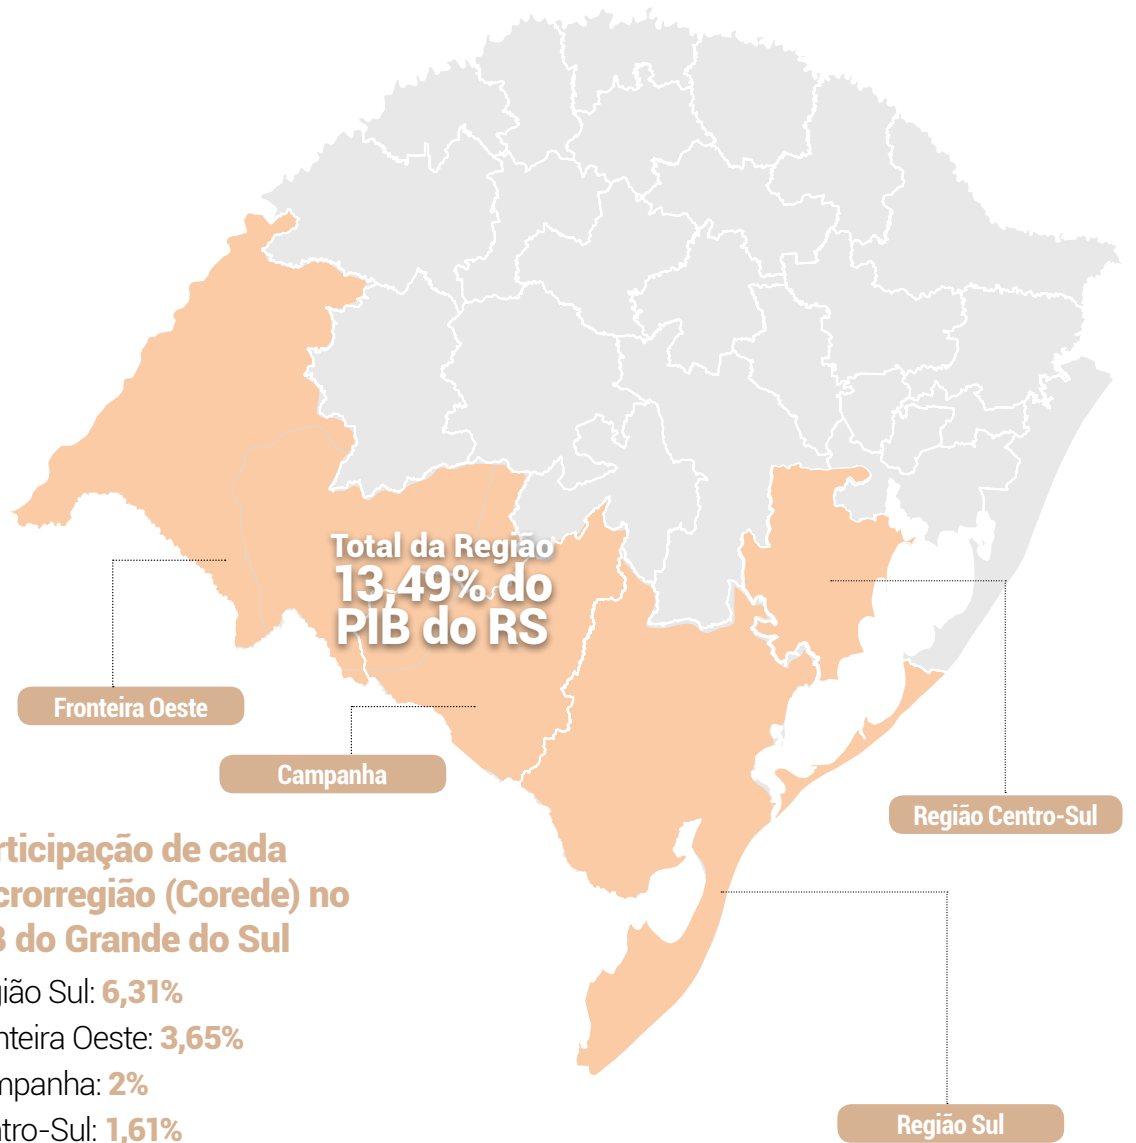 Total da Região
13,49% do
PIB do RS
Fronteira Oeste
Campanha
Região Centro-Sul
rticipação de cada
crorregião (Corede) no
B do Grande do Sul
gião Sul: 6,31%
nteira Oeste: 3,65%
mpanha: 2%
ntro-Sul: 1,61%
Região Sul